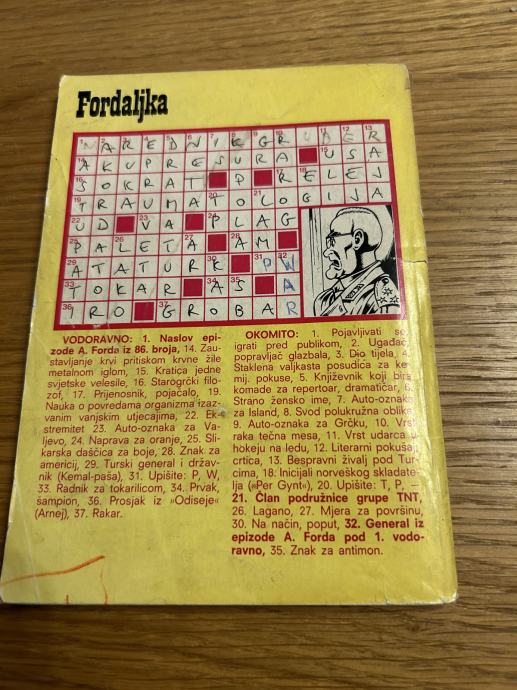 Fordaljka
NAREDNIKGRUBER
AKUPRESURA USA
SOKRAT P RELEJ
TRAUMATOLOGIJA
UD VA PLAG
PALETA AM
ATATURK PW
TOKAR AS A
IRO GROBAR
VODORAVNO: 1. Naslov epi-
zode A. Forda iz 86. broja, 14. Zau-
stavljanje krvi pritiskom krvne žile
metalnom iglom, 15. Kratica jedne
svjetske velesile, 16. Starogrčki filo-
zof, 17. Prijenosnik, pojačalo, 19.
Nauka o povredama organizma izaz-
vanim vanjskim utjecajima, 22. Ek-
stremitet 23. Auto-oznaka za Va-
ljevo, 24. Naprava za oranje, 25. Sli-
karska daščica za boje, 28. Znak za
americij, 29. Turski general i držav-
nik (Kemal-paša), 31. Upišite: P, W,
33. Radnik za tokarilicom, 34. Prvak,
šampion, 36. Prosjak iz »Odiseje«
(Arnej), 37. Rakar.
OKOMITO: 1. Pojavljivati se,
igrati pred publikom, 2. Ugađač,
popravljač glazbala, 3. Dio tijela, 4.
Staklena valjkasta posudica za ke-
mij. pokuse, 5. Književnik koji bira
komade za repertoar, dramatičar, 6.
Strano žensko ime, 7. Auto-oznaka
za Island, 8. Svod polukružna oblika,
9. Auto-oznaka za Grčku, 10. Vrst
raka tečna mesa, 11. Vrst udarca u
hokeju na ledu, 12. Literarni pokušaj,
crtica, 13. Bespravni živalj pod Tur-
cima, 18. Inicijali norveškog skladate-
lja (»Per Gynt«), 20. Upišite: T, P, —
21. Član podružnice grupe TNT,
26. Lagano, 27. Mjera za površinu,
30. Na način, poput, 32. General iz
epizode A. Forda pod 1. vodo-
ravno, 35. Znak za antimon.